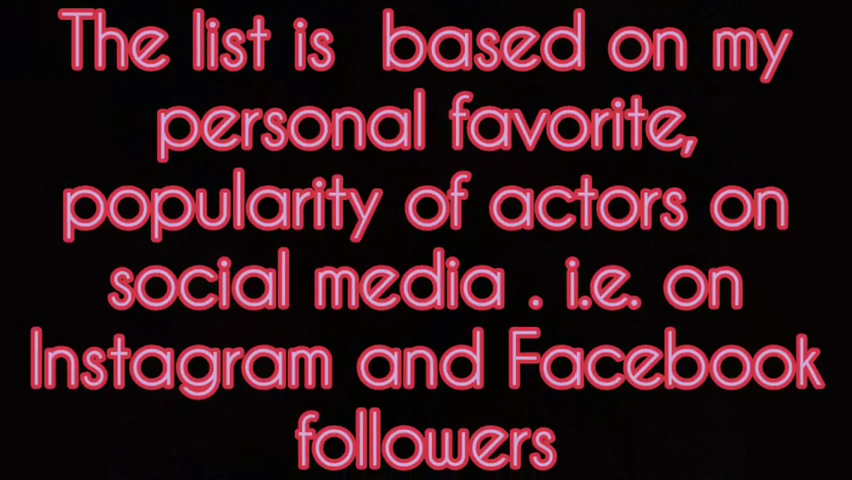 The list is based on my
personal favorite,
popularity of actors on
social media . i.e. on
Instagram and Facebook
followers